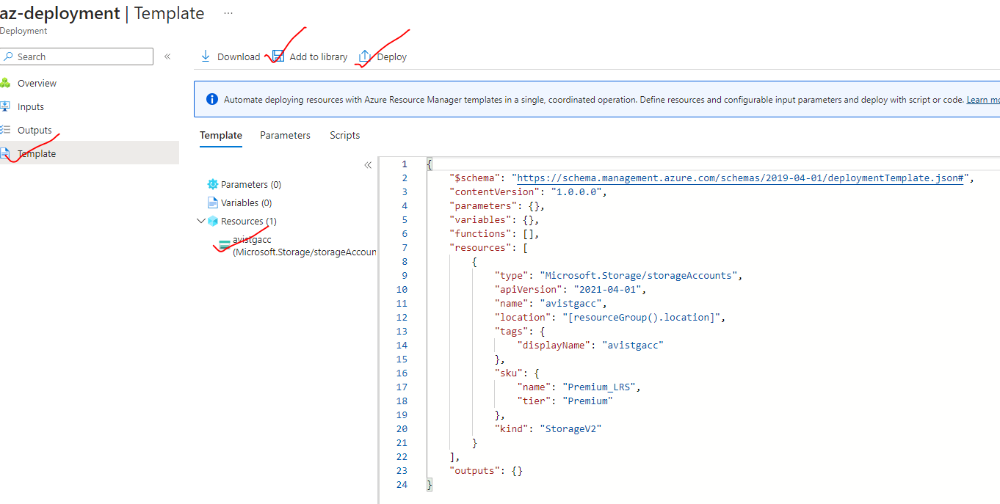 az-deployment | Template ...
Deployment
Search «
Download Add to library Deploy
Overview
Inputs
Outputs
Template
Automate deploying resources with Azure Resource Manager templates in a single, coordinated operation. Define resources and configurable input parameters and deploy with script or code. Learn mo
Template Parameters Scripts
«
Parameters (0)
Variables (0)
Resources (1)
avistgacc
(Microsoft.Storage/storageAccoun
1 {
2 "$schema": "https://schema.management.azure.com/schemas/2019-04-01/deploymentTemplate.json#",
3 "contentVersion": "1.0.0.0",
4 "parameters": {},
5 "variables": {},
6 "functions": [],
7 "resources": [
8 {
9 "type": "Microsoft.Storage/storageAccounts",
10 "apiVersion": "2021-04-01",
11 "name": "avistgacc",
12 "location": "[resourceGroup().location]",
13 "tags": {
14 "displayName": "avistgacc"
15 },
16 "sku": {
17 "name": "Premium_LRS",
18 "tier": "Premium"
19 },
20 "kind": "StorageV2"
21 }
22 ],
23 "outputs": {}
24 }